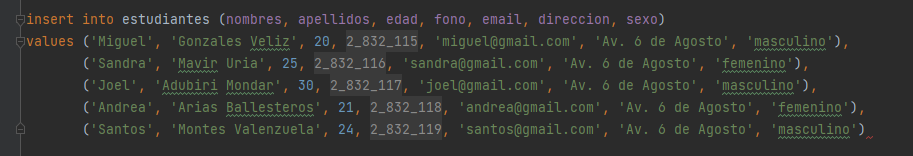 insert into estudiantes (nombres, apellidos, edad, fono, email, direccion, sexo)
values ('Miguel', 'Gonzales Veliz', 20, 2_832_115, 'miguel@gmail.com', 'Av. 6 de Agosto', 'masculino'),
('Sandra', 'Mavir Uria', 25, 2_832_116, 'sandra@gmail.com', 'Av. 6 de Agosto', 'femenino'),
('Joel', 'Adubiri Mondar', 30, 2_832_117, 'joel@gmail.com', 'Av. 6 de Agosto', 'masculino'),
('Andrea', 'Arias Ballesteros', 21, 2_832_118, 'andrea@gmail.com', 'Av. 6 de Agosto', 'femenino'),
('Santos', 'Montes Valenzuela', 24, 2_832_119, 'santos@gmail.com', 'Av. 6 de Agosto', 'masculino')